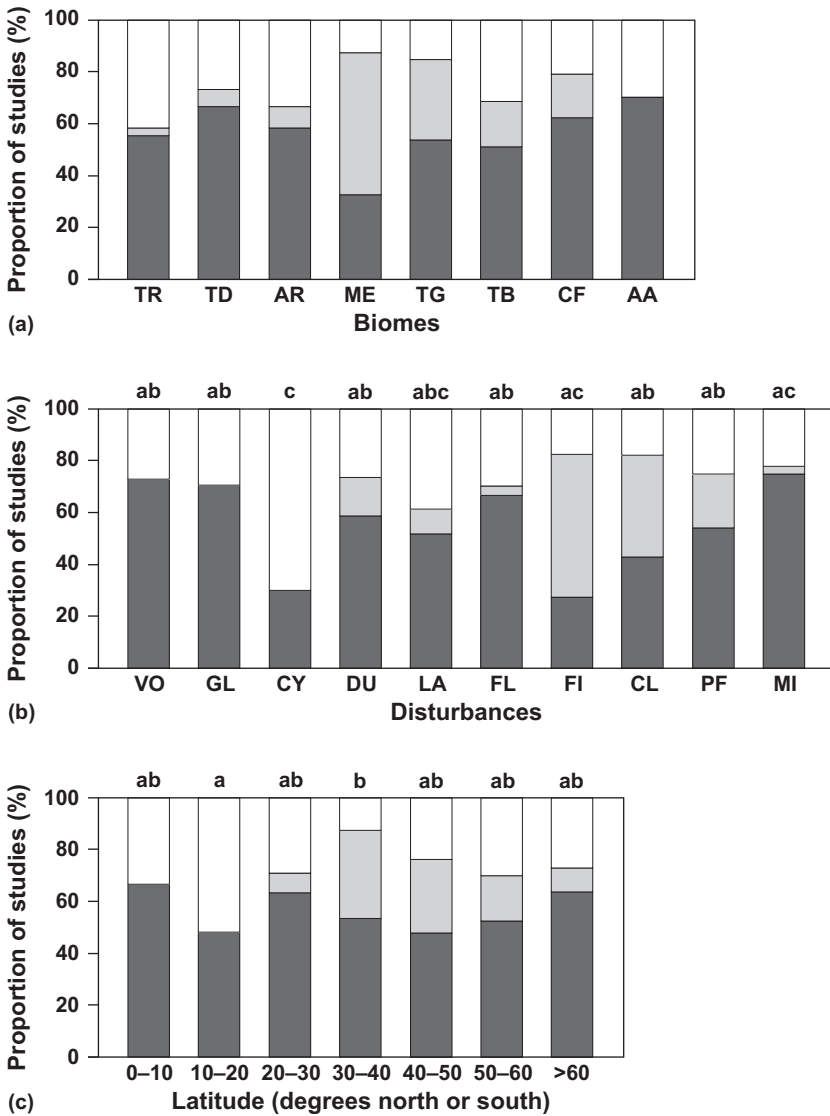 Proportion of studies (%)
100
80
60
40
20
0
TR TD AR ME TG TB CF AA
Biomes
(a)
ab ab c ab abc ab ac ab ab ac
Proportion of studies (%)
100
80
60
40
20
0
VO GL CY DU LA FL FI CL PF MI
Disturbances
(b)
ab a ab b ab ab ab
Proportion of studies (%)
100
80
60
40
20
0
0–10 10–20 20–30 30–40 40–50 50–60 >60
Latitude (degrees north or south)
(c)